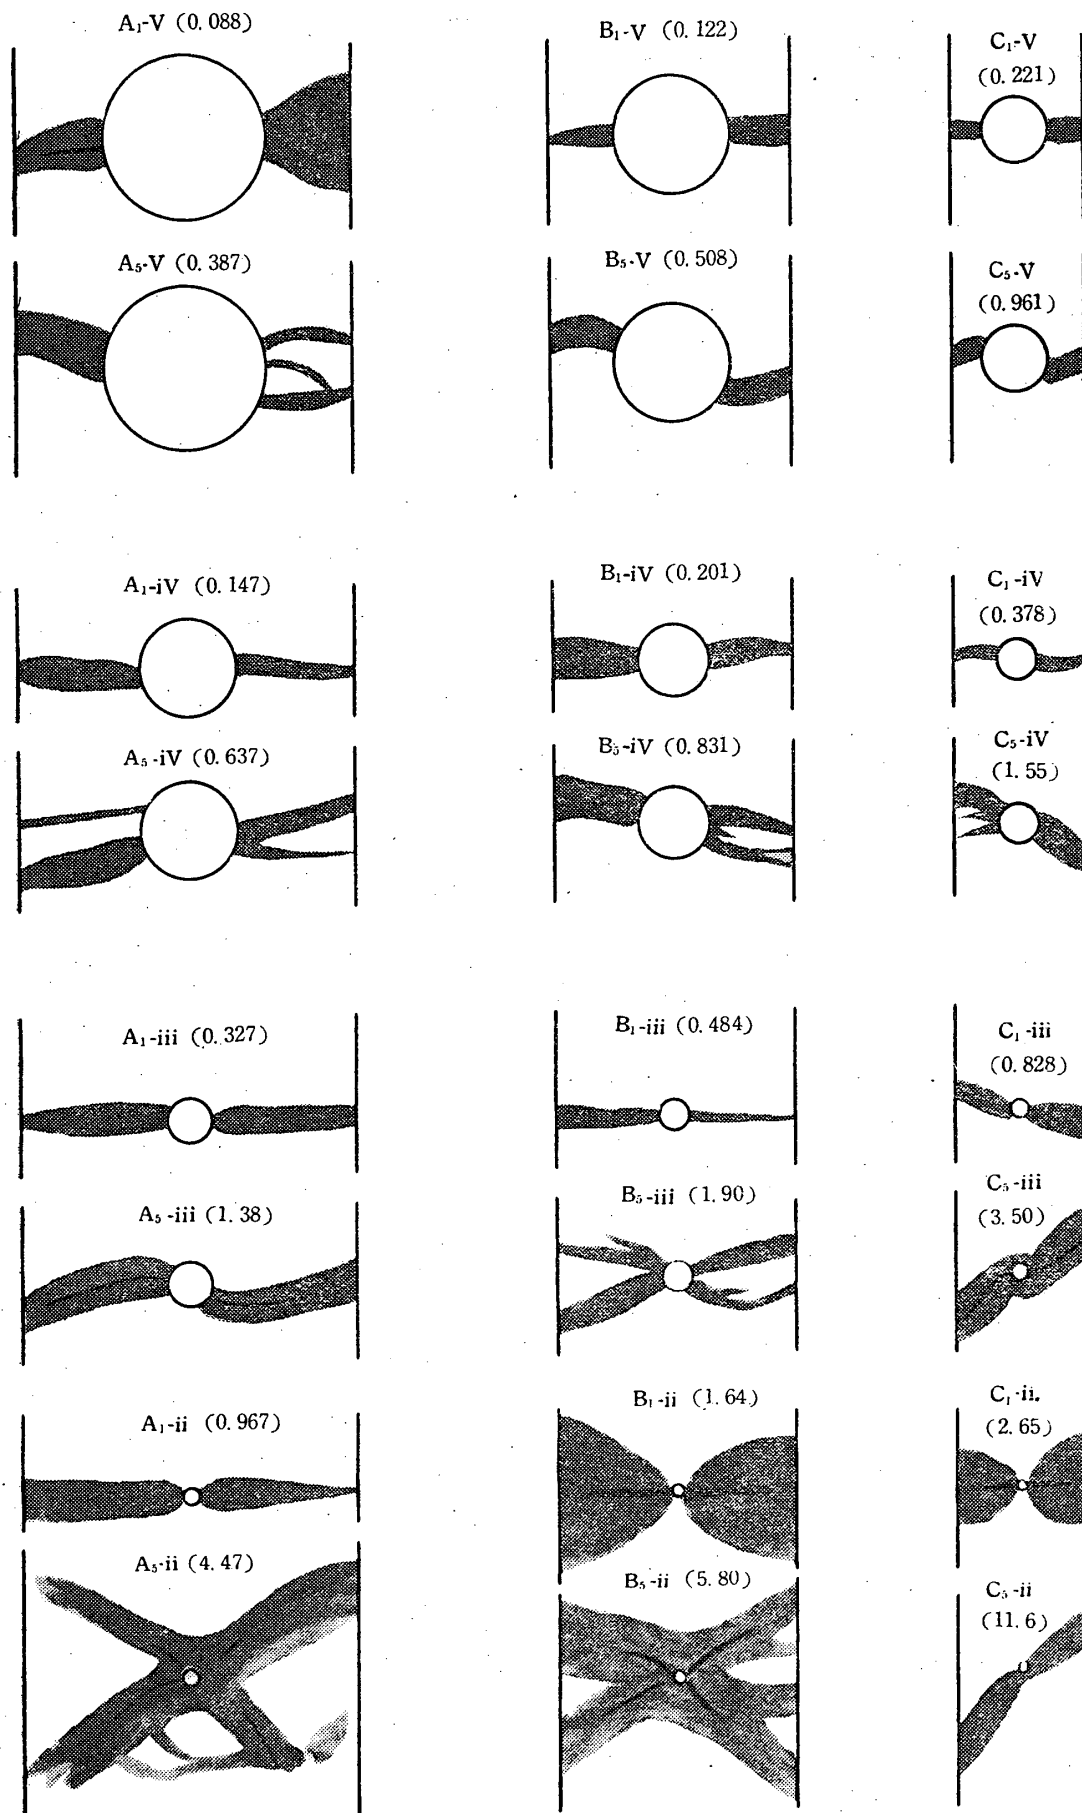 A₁-V (0.088)
B₁-V (0.122)
C₁-V
(0.221)
A₅-V (0.387)
B₅-V (0.508)
C₅-V
(0.961)
A₁-iV (0.147)
B₁-iV (0.201)
C₁-iV
(0.378)
A₅-iV (0.637)
B₅-iV (0.831)
C₅-iV
(1.55)
A₁-iii (0.327)
B₁-iii (0.484)
C₁-iii
(0.828)
A₅-iii (1.38)
B₅-iii (1.90)
C₅-iii
(3.50)
A₁-ii (0.967)
B₁-ii (1.64)
C₁-ii
(2.65)
A₅-ii (4.47)
B₅-ii (5.80)
C₅-ii
(11.6)